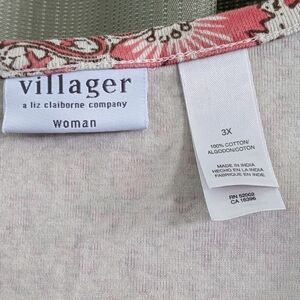 villager
a liz claiborne company
woman
3X
100% COTTON/
ALGODON/COTON
MADE IN INDIA
HECHO EN LA INDIA
FABRIQUE EN INDE
RN 52002
CA 16396